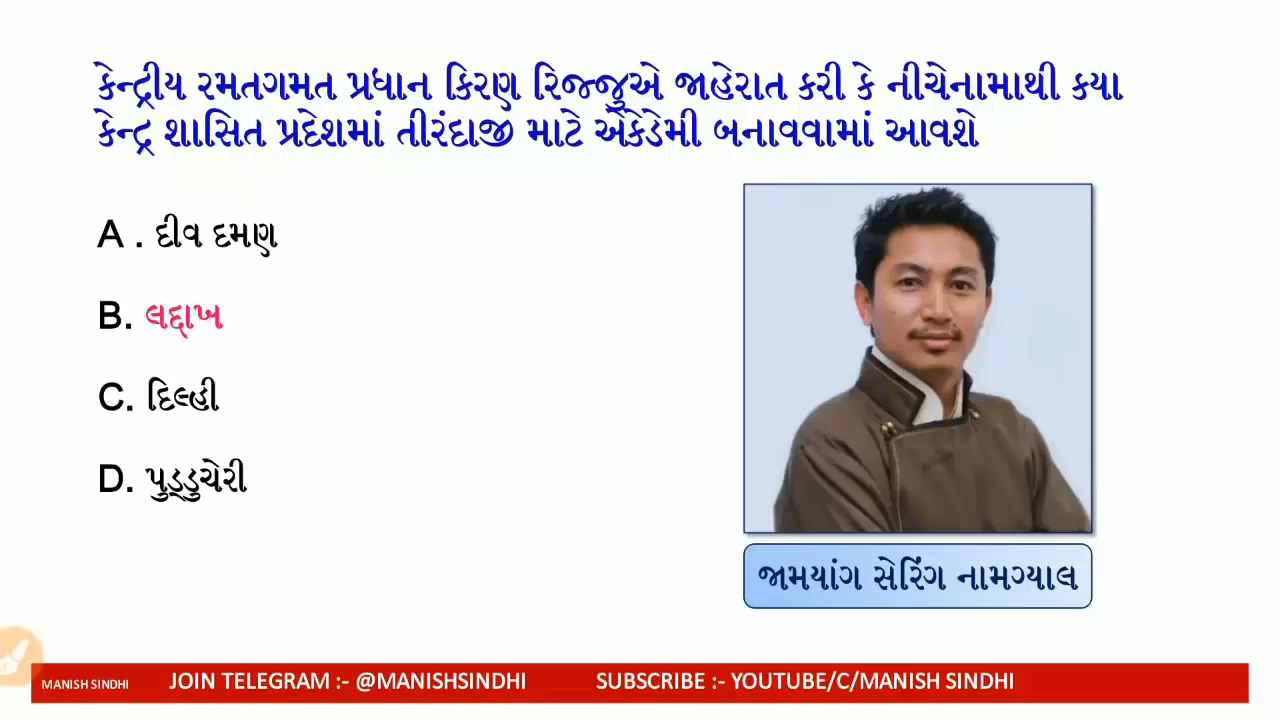 કેન્દ્રીય રમતગમત પ્રધાન કિરણ રિજ્જુએ જાહેરાત કરી કે નીચેનામાથી કયા
કેન્દ્ર શાસિત પ્રદેશમાં તીરંદાજી માટે એકેડેમી બનાવવામાં આવશે
A . દીવ દમણ
B. લદ્દાખ
C. દિલ્હી
D. પુડ્ડુચેરી
જામયાંગ સેરિંગ નામગ્યાલ
MANISH SINDHI JOIN TELEGRAM :- @MANISHSINDHI SUBSCRIBE :- YOUTUBE/C/MANISH SINDHI